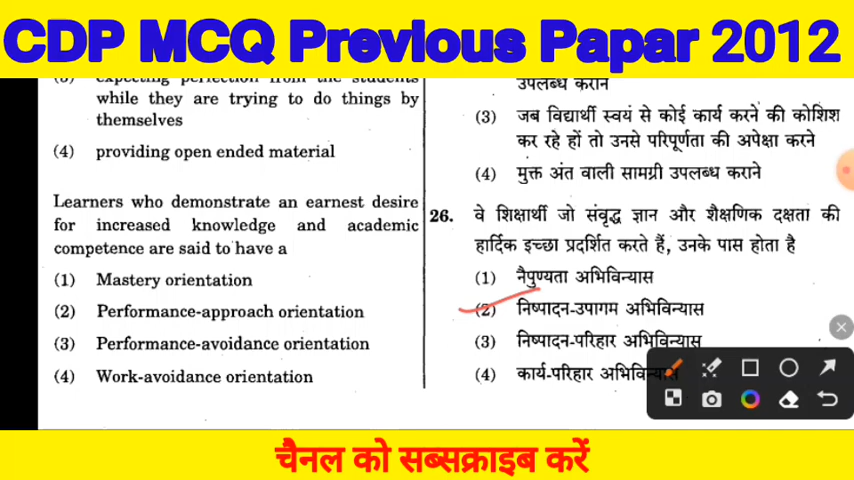 CDP MCQ Previous Papar 2012
expecting perfection from the students
while they are trying to do things by
themselves
(4) providing open ended material
Learners who demonstrate an earnest desire
for increased knowledge and academic
competence are said to have a
(1) Mastery orientation
(2) Performance-approach orientation
(3) Performance-avoidance orientation
(4) Work-avoidance orientation
उपलब्ध कराने
(3) जब विद्यार्थी स्वयं से कोई कार्य करने की कोशिश
कर रहे हों तो उनसे परिपूर्णता की अपेक्षा करने
(4) मुक्त अंत वाली सामग्री उपलब्ध कराने
26. वे शिक्षार्थी जो संवृद्ध ज्ञान और शैक्षणिक दक्षता की
हार्दिक इच्छा प्रदर्शित करते हैं, उनके पास होता है
(1) नैपुण्यता अभिविन्यास
(2) निष्पादन-उपागम अभिविन्यास
(3) निष्पादन-परिहार अभिविन्यास
(4) कार्य-परिहार अभिविन्यास
चैनल को सब्सक्राइब करें